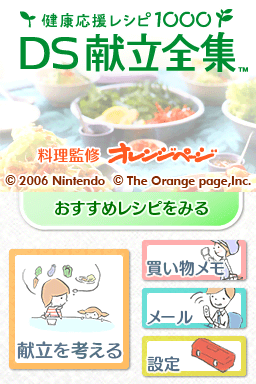 健康応援レシピ1000
DS献立全集™
料理監修 オレンジページ
© 2006 Nintendo © The Orange page,Inc.
おすすめレシピをみる
買い物メモ
メール
献立を考える
設定